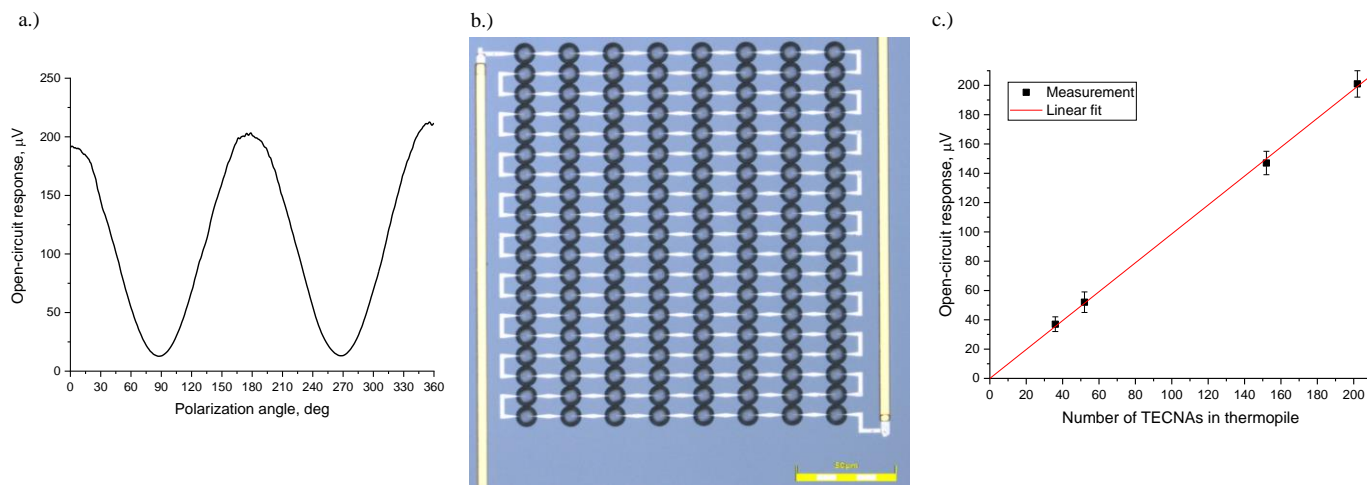 a.)
250
200
150
100
50
0
0 30 60 90 120 150 180 210 240 270 300 330 360
Open-circuit response, μV
Polarization angle, deg
b.)
50μm
c.)
200
180
160
140
120
100
80
60
40
20
0
0 20 40 60 80 100 120 140 160 180 200
Open-circuit response, μV
Number of TECNAs in thermopile
Measurement
Linear fit